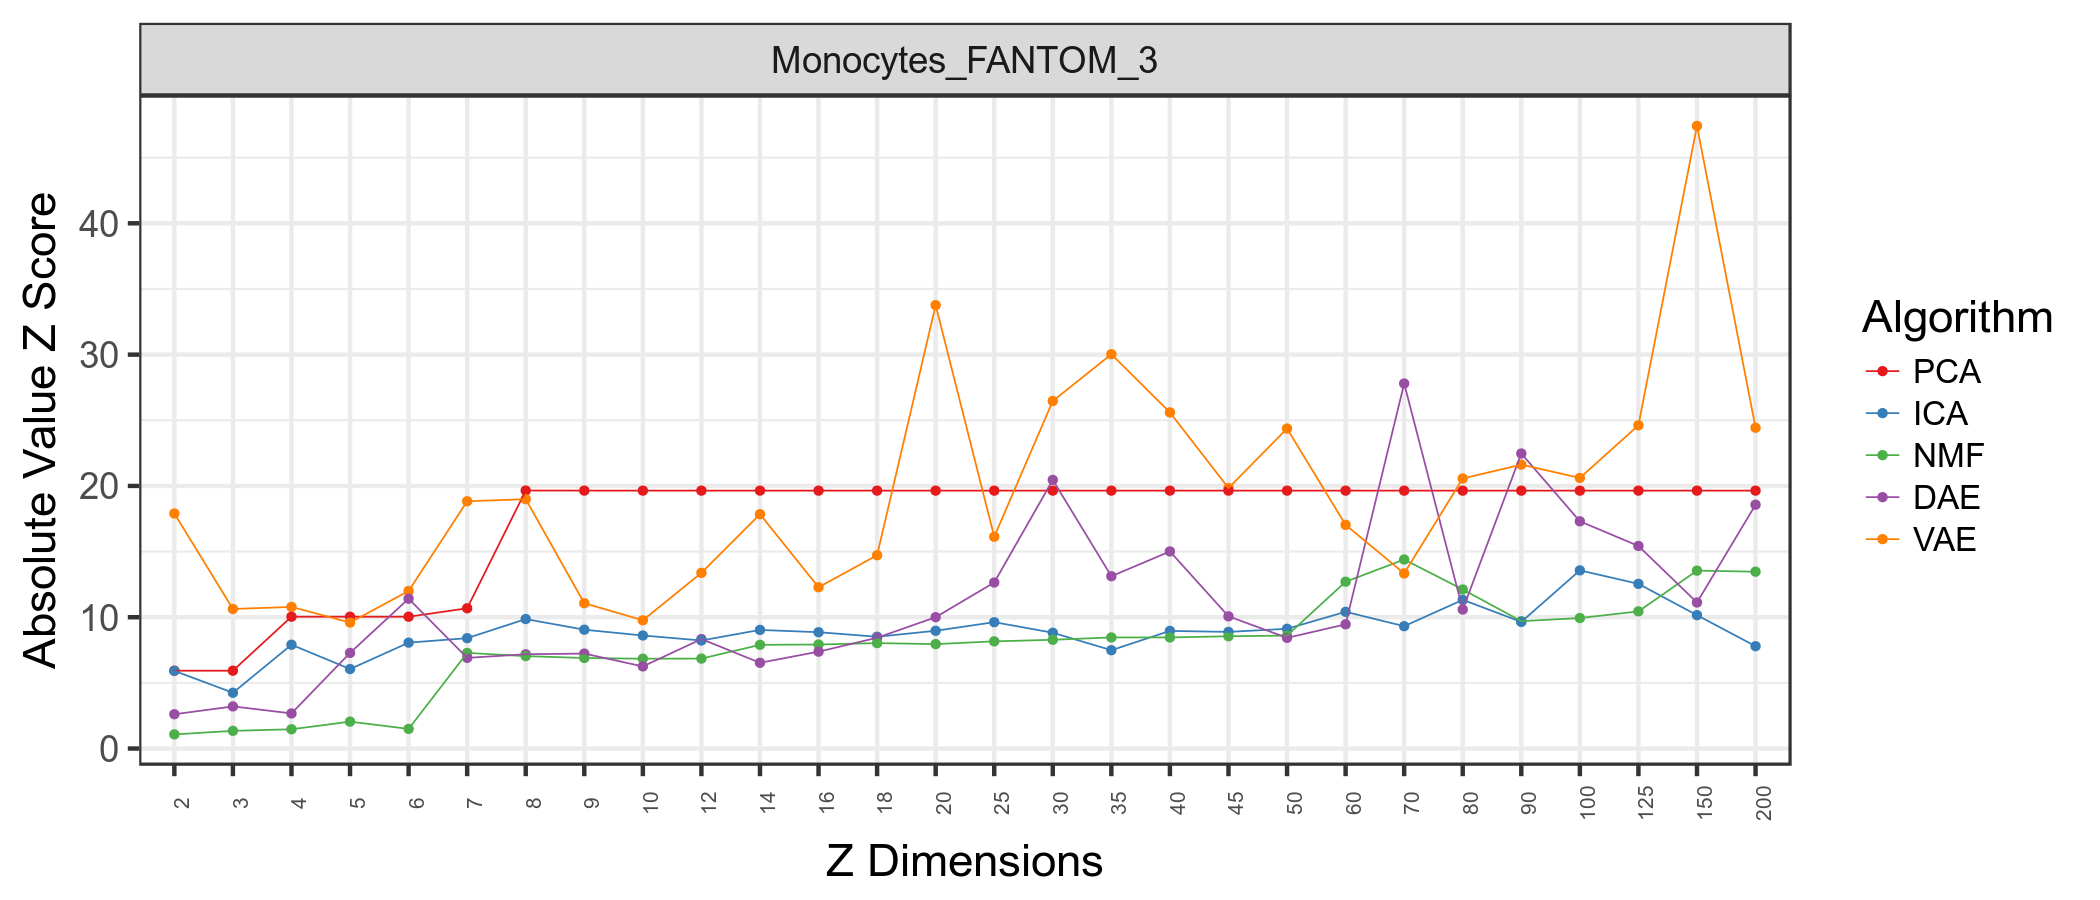 Monocytes_FANTOM_3
Absolute Value Z Score
40
30
20
10
0
2 3 4 5 6 7 8 9 10 12 14 16 18 20 25 30 35 40 45 50 60 70 80 90 100 125 150 200
Z Dimensions
Algorithm
PCA
ICA
NMF
DAE
VAE